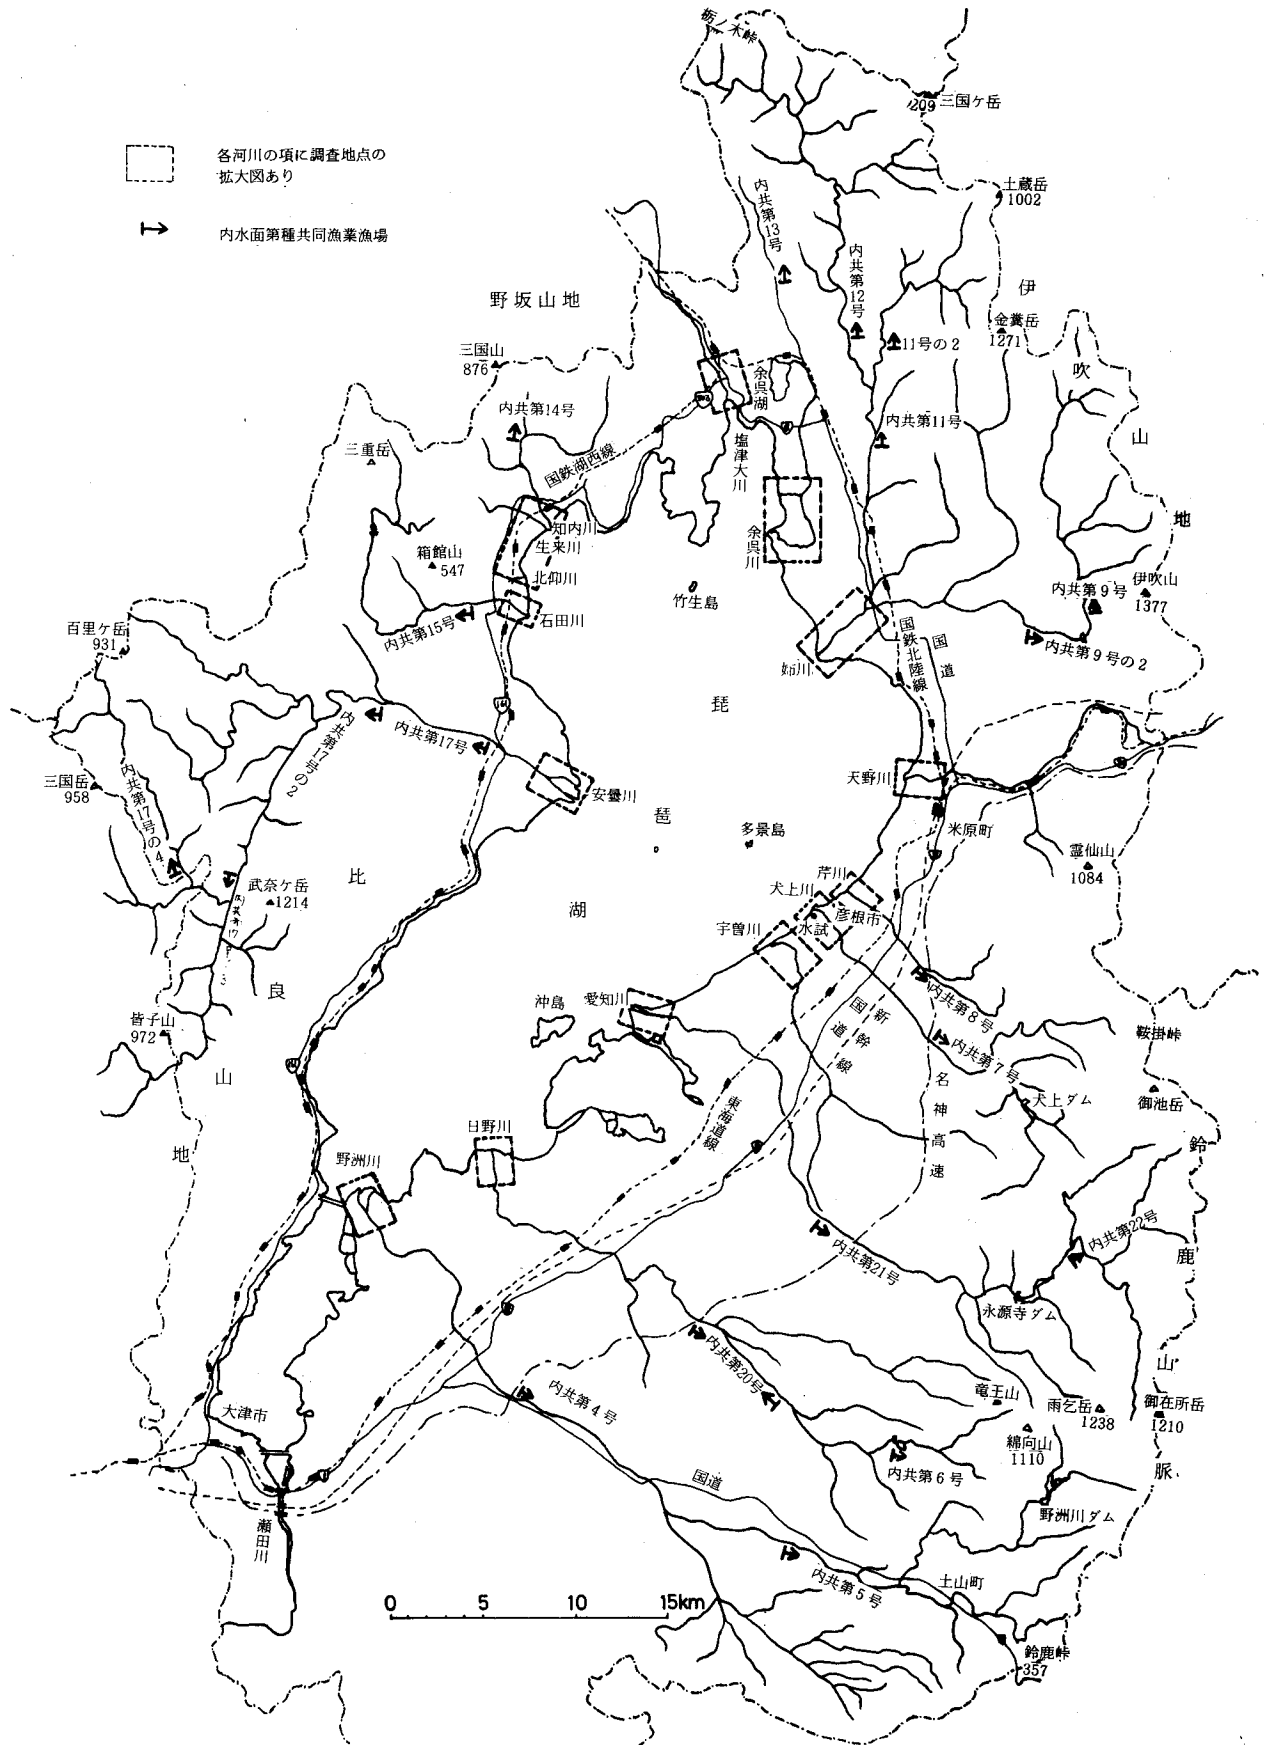 栃ノ木峠
209 三国ケ岳
各河川の項に調査地点の
拡大図あり
内水面第種共同漁業漁場
土蔵岳
1002
内共第13号
内共第12号
伊
野坂山地
金糞岳
1271
11号の2
三国山
876
吹
余呉湖
内共第14号
内共第11号
山
三重岳
国鉄湖西線
塩津大川
地
知内川
生来川
余呉川
箱館山
547
北仰川
竹生島
内共第9号
伊吹山
1377
石田川
百里ケ岳
931
内共第15号
国鉄北陸線
国道
内共第9号の2
姉川
琵
161
内共第17号の2
内共第17号
三国岳
958
内共第17号の4
安曇川
天野川
琶
多景島
米原町
霊仙山
1084
比
武奈ケ岳
1214
芹川
犬上川
彦根市
水試
宇曽川
湖
良
沖島
愛知川
内共第8号
国道
新幹線
皆子山
972
鞍掛峠
内共第7号
山
名神高速
犬上ダム
御池岳
東海道線
日野川
鈴
地
野洲川
内共第22号
内共第21号
鹿
永源寺ダム
内共第20号
山
竜王山
雨乞岳
1238
御在所岳
1210
内共第4号
大津市
綿向山
1110
内共第6号
脈
国道
野洲川ダム
瀬田川
内共第5号
土山町
0 5 10 15km
鈴鹿峠
357